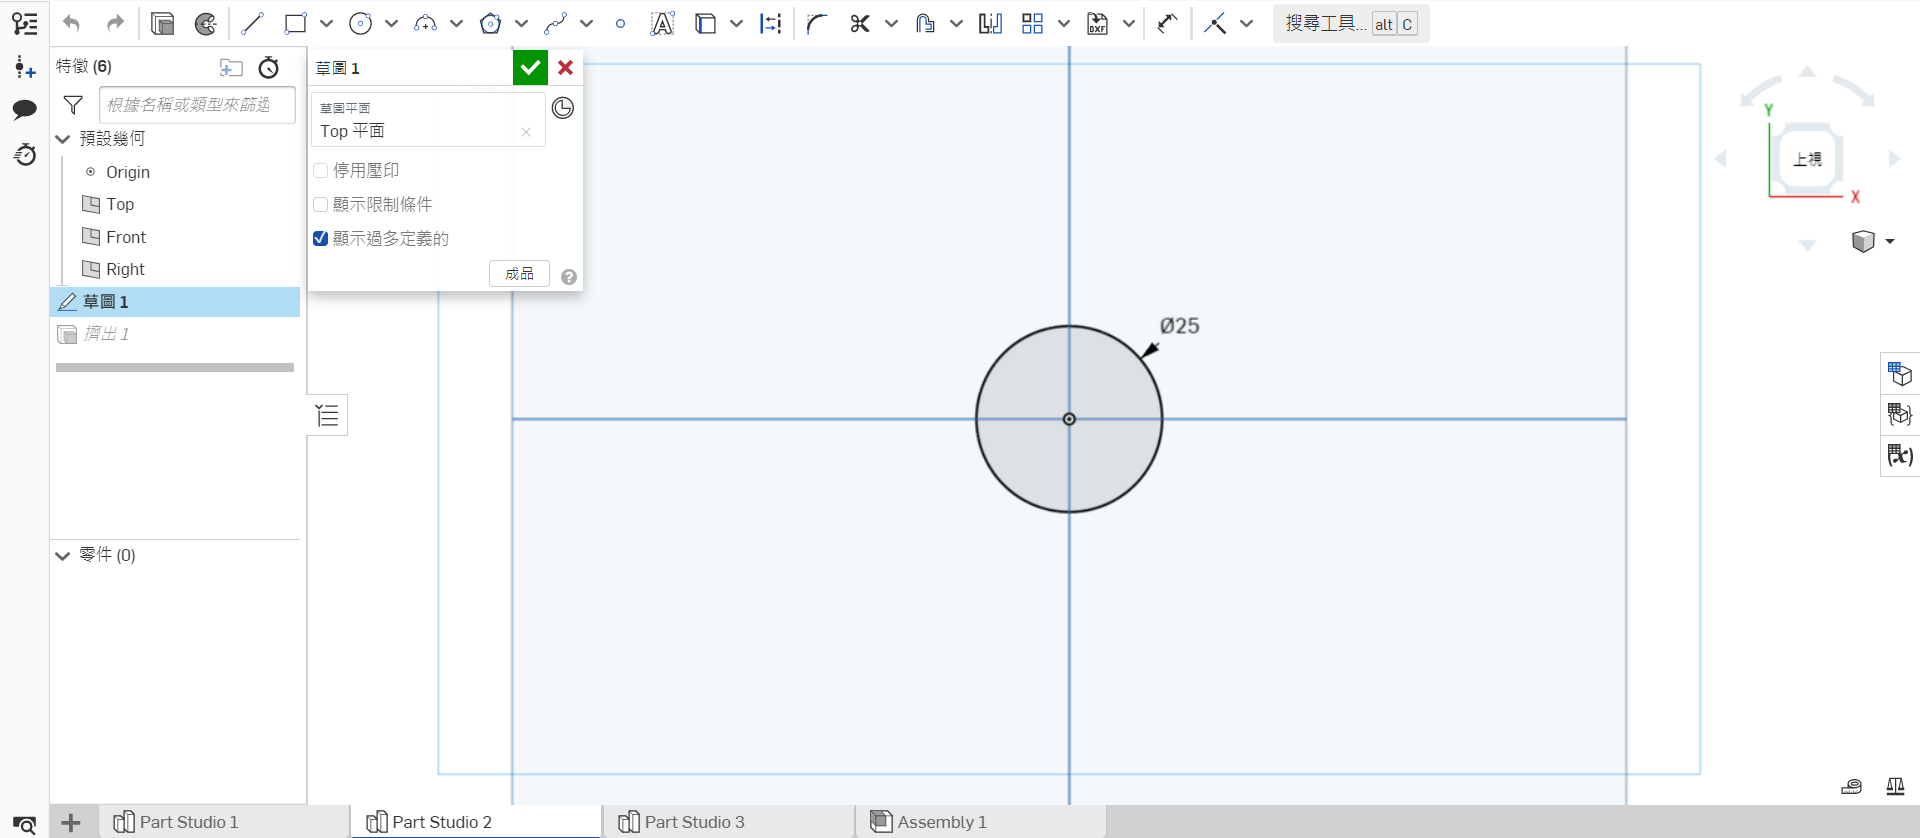 搜尋工具... alt C
特徵 (6)
根據名稱或類型來篩選
預設幾何
Origin
Top
Front
Right
草圖 1
擠出 1
零件 (0)
草圖 1
草圖平面
Top 平面
停用壓印
顯示限制條件
顯示過多定義的
成品
Ø25
Y
上視
X
Part Studio 1
Part Studio 2
Part Studio 3
Assembly 1